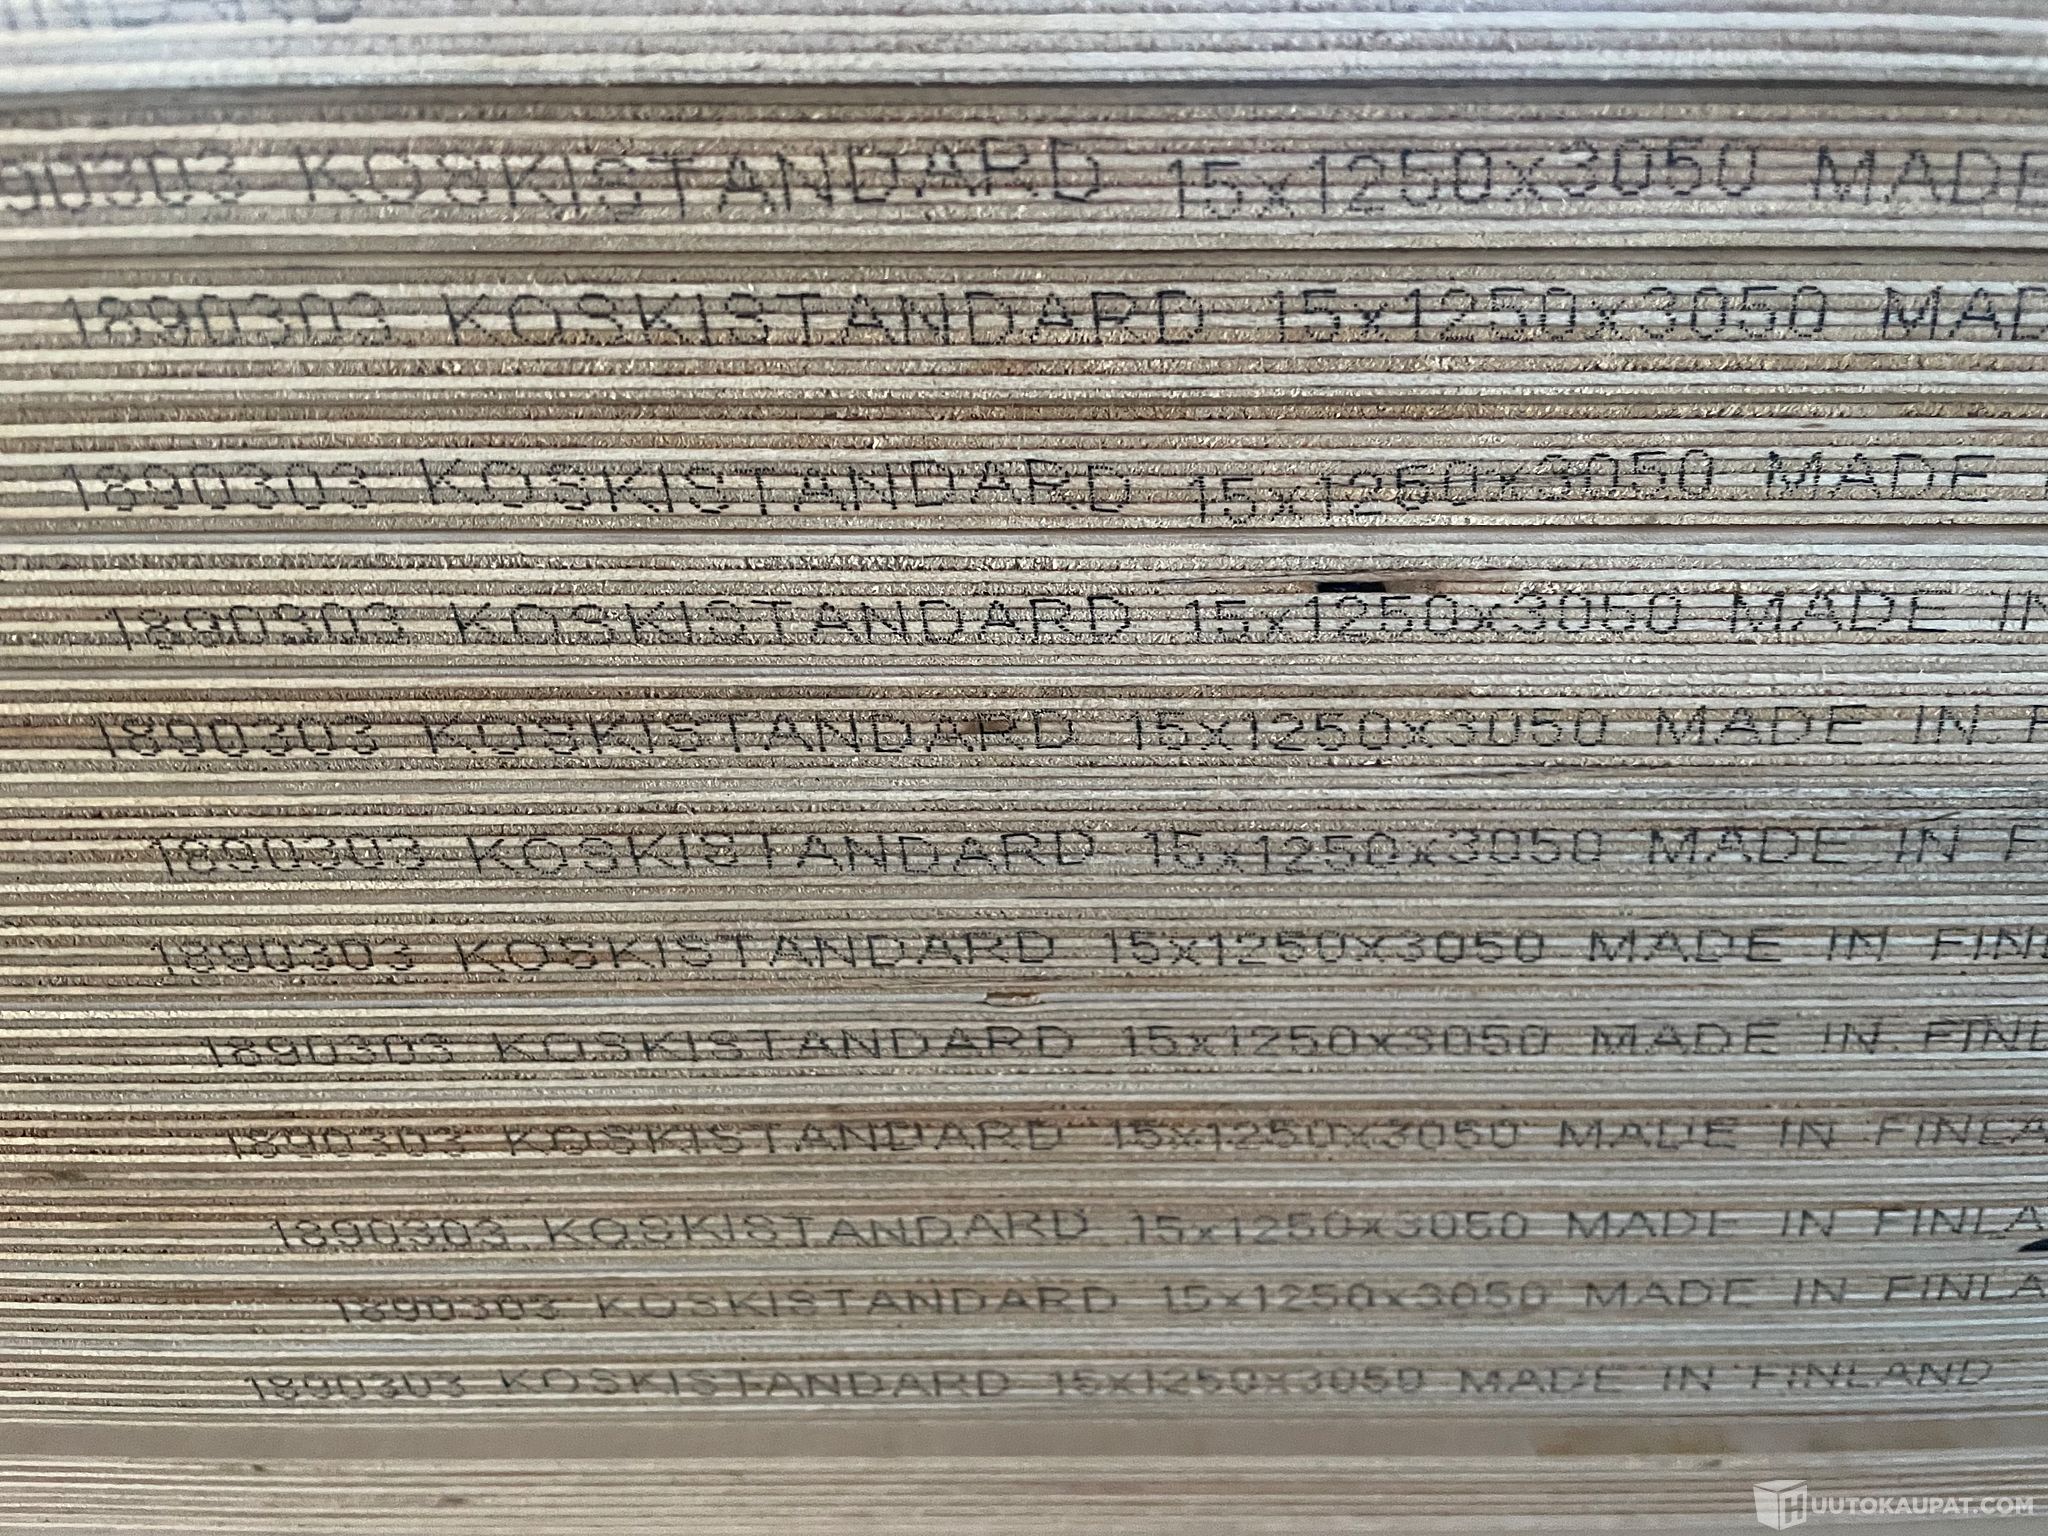 90303 KOSKISTANDARD 15x1250x3050 MADE
1890303 KOSKISTANDARD 15x1250x3050 MAD
1890303 KOSKISTANDARD 15x1250x3050 MADE
1890303 KOSKISTANDARD 15x1250x3050 MADE IN
1890303 KOSKISTANDARD 15x1250x3050 MADE IN F
1890303 KOSKISTANDARD 15x1250x3050 MADE IN F
1890303 KOSKISTANDARD 15x1250x3050 MADE IN FINL
1890303 KOSKISTANDARD 15x1250x3050 MADE IN FINL
1890303 KOSKISTANDARD 15x1250x3050 MADE IN FINLA
1890303 KOSKISTANDARD 15x1250x3050 MADE IN FINLA
1890303 KOSKISTANDARD 15x1250x3050 MADE IN FINLA
1890303 KOSKISTANDARD 15x1250x3050 MADE IN FINLAND
HUUTOKAUPAT.COM